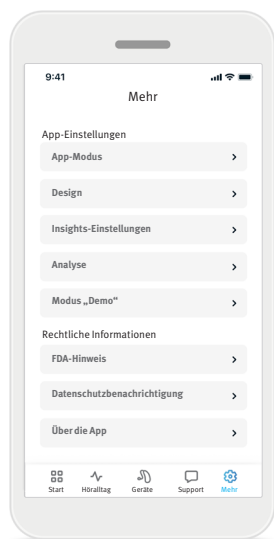 9:41
Mehr
App-Einstellungen
App-Modus
Design
Insights-Einstellungen
Analyse
Modus „Demo“
Rechtliche Informationen
FDA-Hinweis
Datenschutzbenachrichtigung
Über die App
Start Höralltag Geräte Support Mehr